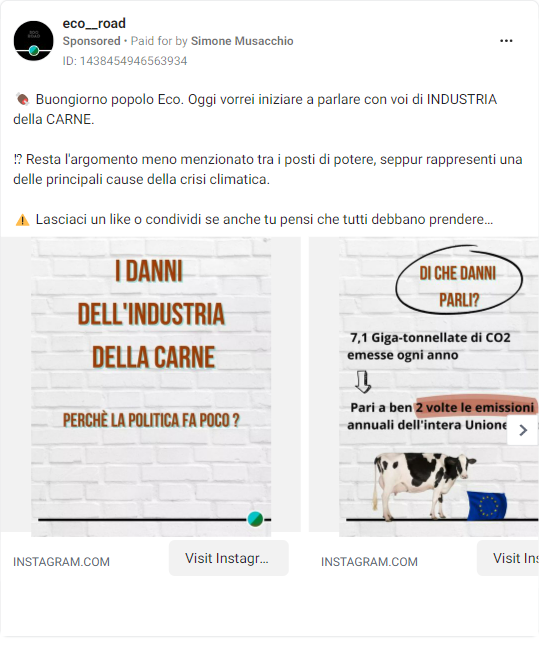 eco__road
Sponsored • Paid for by Simone Musacchio
ID: 1438454946563934
Buongiorno popolo Eco. Oggi vorrei iniziare a parlare con voi di INDUSTRIA
della CARNE.
⁉ Resta l'argomento meno menzionato tra i posti di potere, seppur rappresenti una
delle principali cause della crisi climatica.
⚠ Lasciaci un like o condividi se anche tu pensi che tutti debbano prendere...
I DANNI
DELL'INDUSTRIA
DELLA CARNE
PERCHÈ LA POLITICA FA POCO ?
DI CHE DANNI
PARLI?
7,1 Giga-tonnellate di CO2
emesse ogni anno
Pari a ben 2 volte le emissioni
annuali dell'intera Unione
INSTAGRAM.COM
Visit Instagr...
INSTAGRAM.COM
Visit Ins